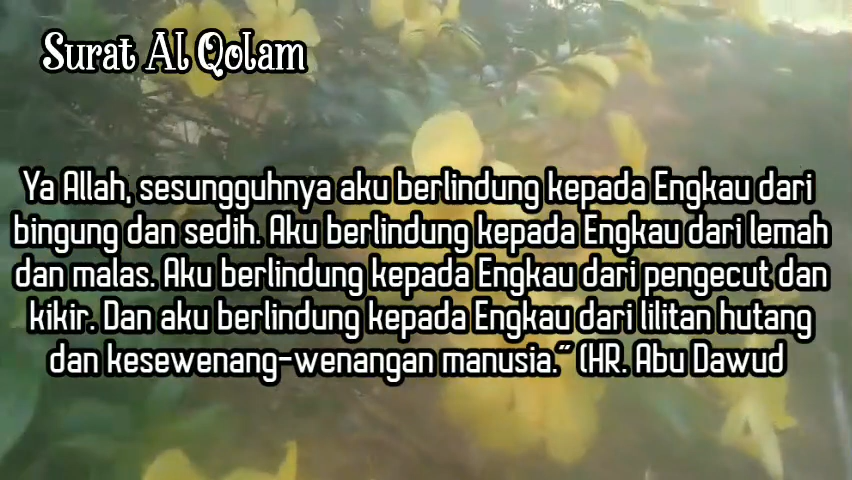 Surat Al Qolam
Ya Allah, sesungguhnya aku berlindung kepada Engkau dari
bingung dan sedih. Aku berlindung kepada Engkau dari lemah
dan malas. Aku berlindung kepada Engkau dari pengecut dan
kikir. Dan aku berlindung kepada Engkau dari lilitan hutang
dan kesewenang-wenangan manusia.” (HR. Abu Dawud